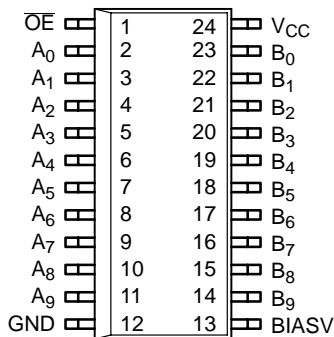 O̅E̅ 1 24 V_CC
A₀ 2 23 B₀
A₁ 3 22 B₁
A₂ 4 21 B₂
A₃ 5 20 B₃
A₄ 6 19 B₄
A₅ 7 18 B₅
A₆ 8 17 B₆
A₇ 9 16 B₇
A₈ 10 15 B₈
A₉ 11 14 B₉
GND 12 13 BIASV